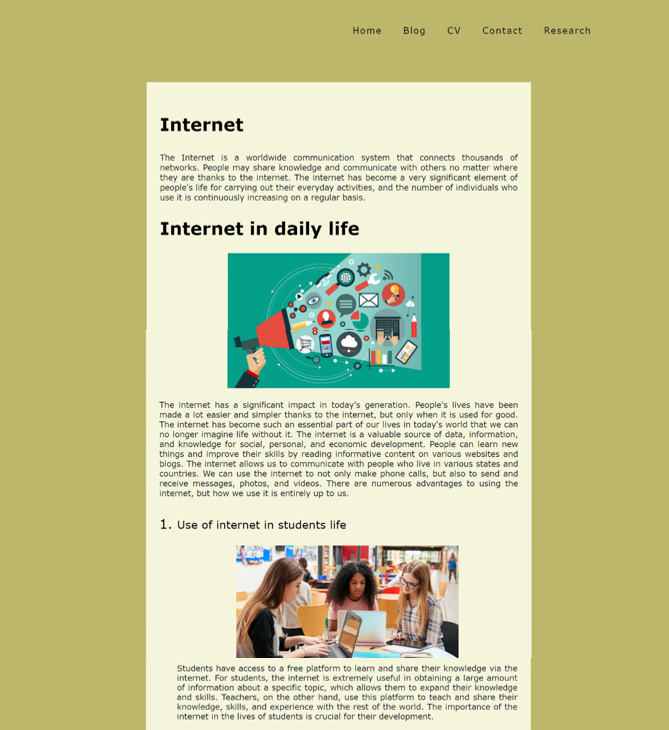 Home Blog CV Contact Research
Internet
The Internet is a worldwide communication system that connects thousands of
networks. People may share knowledge and communicate with others no matter where
they are thanks to the internet. The internet has become a very significant element of
people's life for carrying out their everyday activities, and the number of individuals who
use it is continuously increasing on a regular basis.
Internet in daily life
The internet has a significant impact in today's generation. People's lives have been
made a lot easier and simpler thanks to the internet, but only when it is used for good.
The internet has become such an essential part of our lives in today's world that we can
no longer imagine life without it. The internet is a valuable source of data, information,
and knowledge for social, personal, and economic development. People can learn new
things and improve their skills by reading informative content on various websites and
blogs. The internet allows us to communicate with people who live in various states and
countries. We can use the internet to not only make phone calls, but also to send and
receive messages, photos, and videos. There are numerous advantages to using the
internet, but how we use it is entirely up to us.
1. Use of internet in students life
Students have access to a free platform to learn and share their knowledge via the
internet. For students, the internet is extremely useful in obtaining a large amount
of information about a specific topic, which allows them to expand their knowledge
and skills. Teachers, on the other hand, use this platform to teach and share their
knowledge, skills, and experience with the rest of the world. The importance of the
internet in the lives of students is crucial for their development.